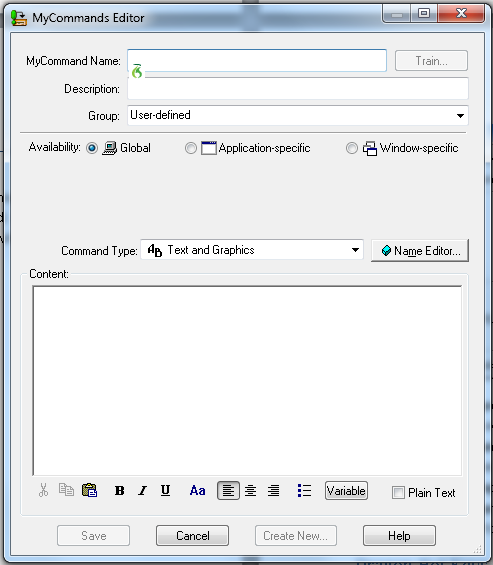 MyCommands Editor
MyCommand Name:
Train...
Description:
Group: User-defined
Availability: Global Application-specific Window-specific
Command Type: Text and Graphics Name Editor...
Content:
B I U Aa Variable Plain Text
Save Cancel Create New... Help